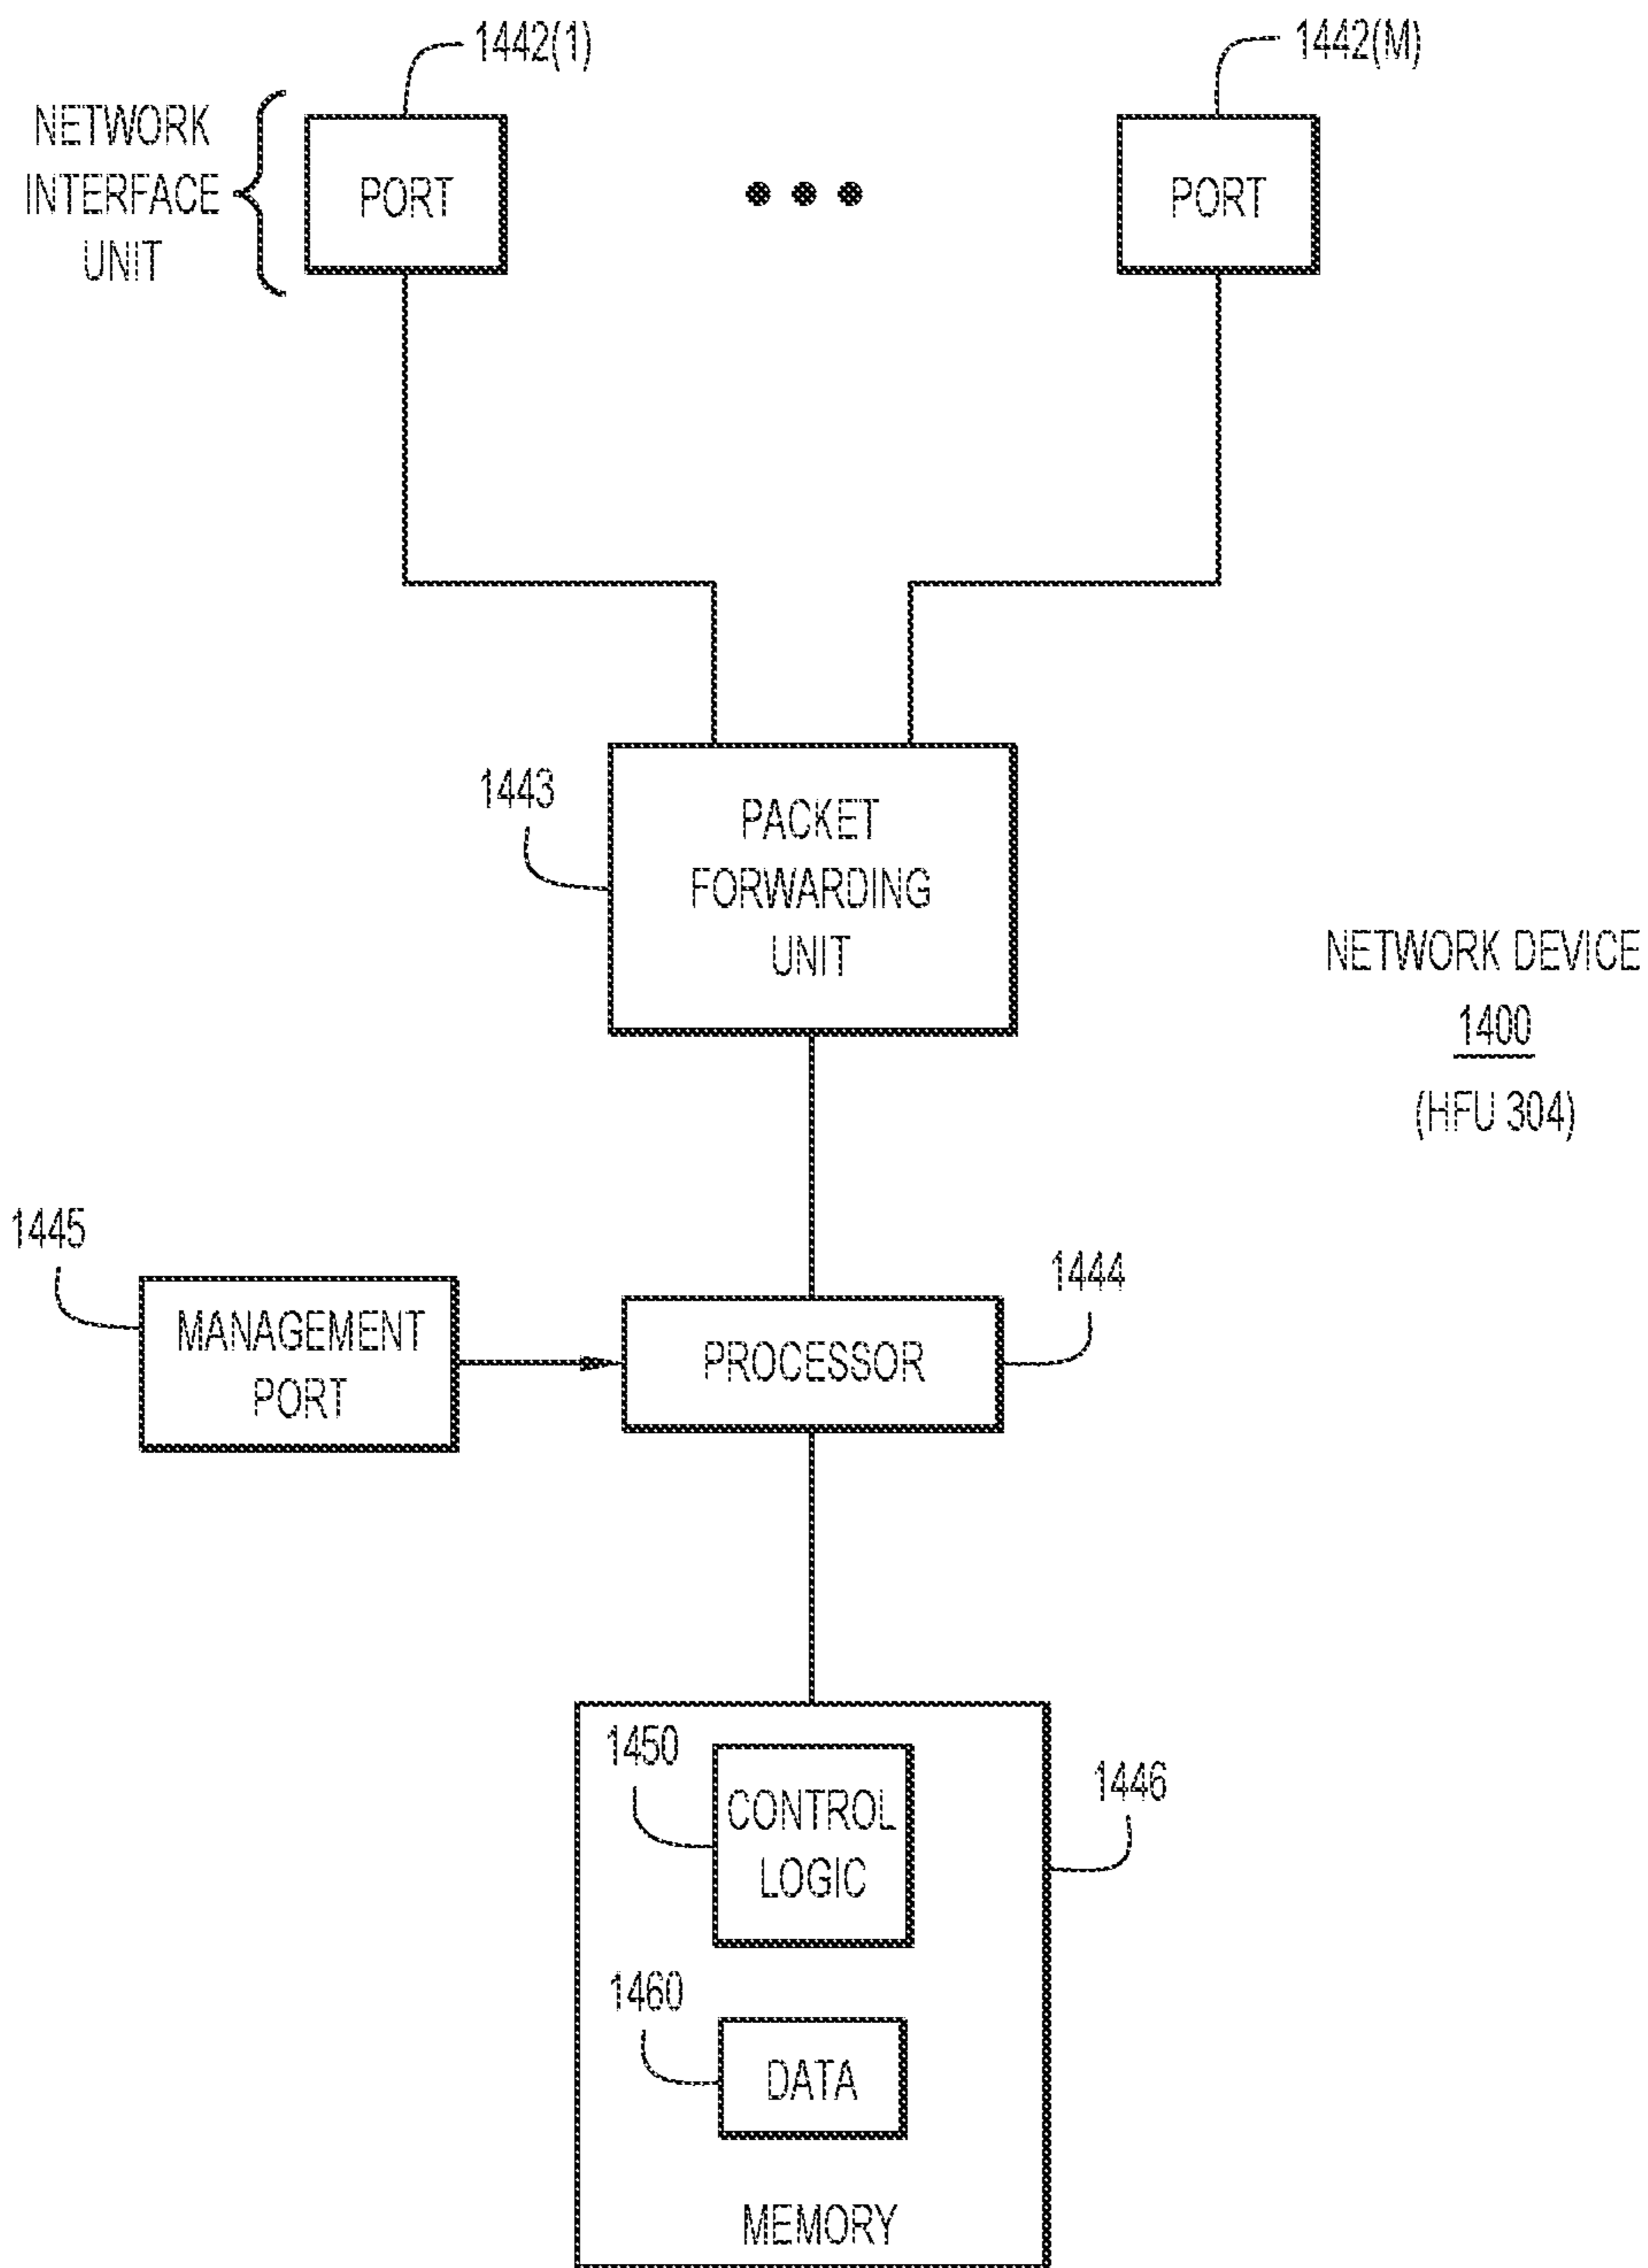 1442(1)
1442(M)
NETWORK
INTERFACE
UNIT
PORT
PORT
1443
PACKET
FORWARDING
UNIT
NETWORK DEVICE
1400
(HFU 304)
1445
MANAGEMENT
PORT
1444
PROCESSOR
1450
CONTROL
LOGIC
1446
1460
DATA
MEMORY